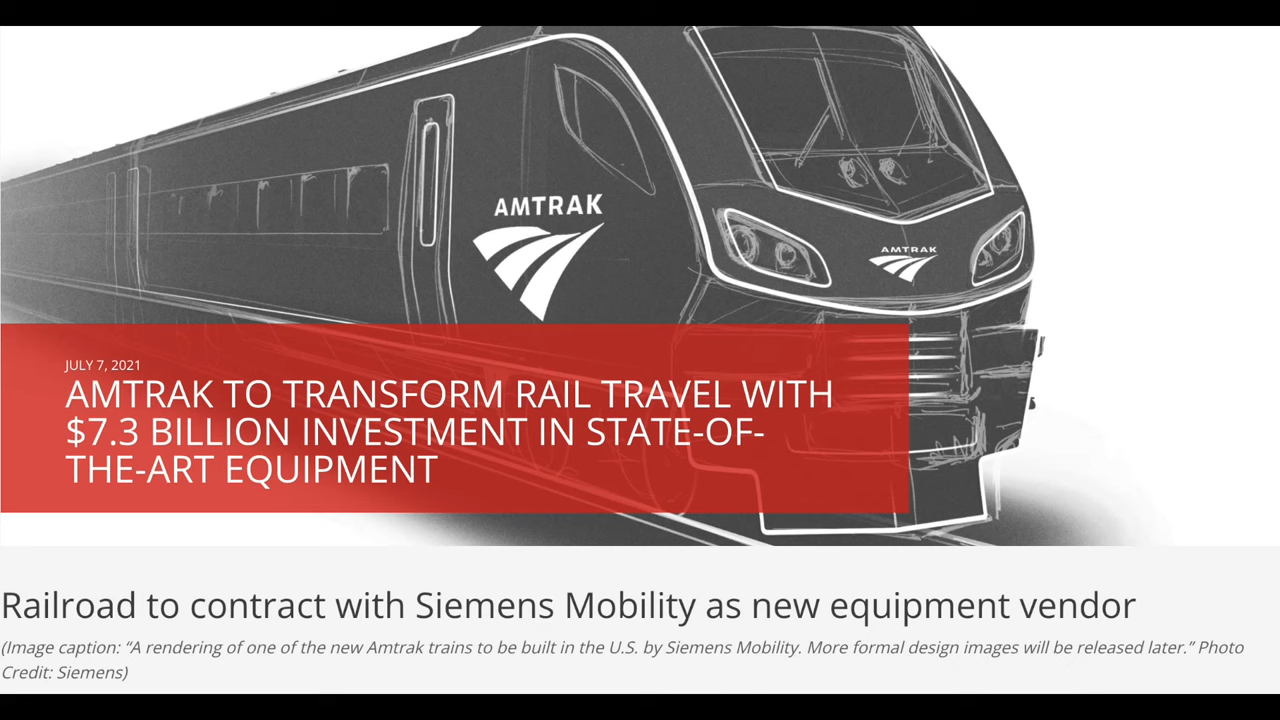 AMTRAK
AMTRAK
JULY 7, 2021
AMTRAK TO TRANSFORM RAIL TRAVEL WITH
$7.3 BILLION INVESTMENT IN STATE-OF-
THE-ART EQUIPMENT
Railroad to contract with Siemens Mobility as new equipment vendor
(Image caption: “A rendering of one of the new Amtrak trains to be built in the U.S. by Siemens Mobility. More formal design images will be released later.” Photo
Credit: Siemens)